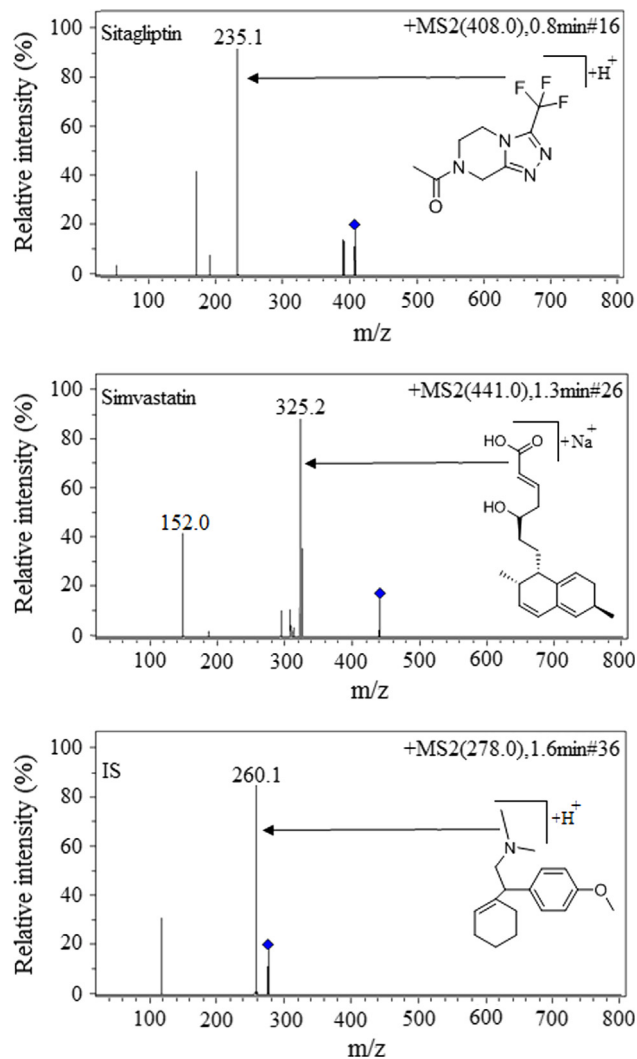 Sitagliptin
+MS2(408.0),0.8min#16
235.1
+H+
F
F
F
N
N
N
N
O
Relative intensity (%)
100
80
60
40
20
0
100 200 300 400 500 600 700 800
m/z
Simvastatin
+MS2(441.0),1.3min#26
325.2
152.0
+Na+
HO
O
HO
Relative intensity (%)
100
80
60
40
20
0
100 200 300 400 500 600 700 800
m/z
IS
+MS2(278.0),1.6min#36
260.1
+H+
N
O
Relative intensity (%)
100
80
60
40
20
0
100 200 300 400 500 600 700 800
m/z